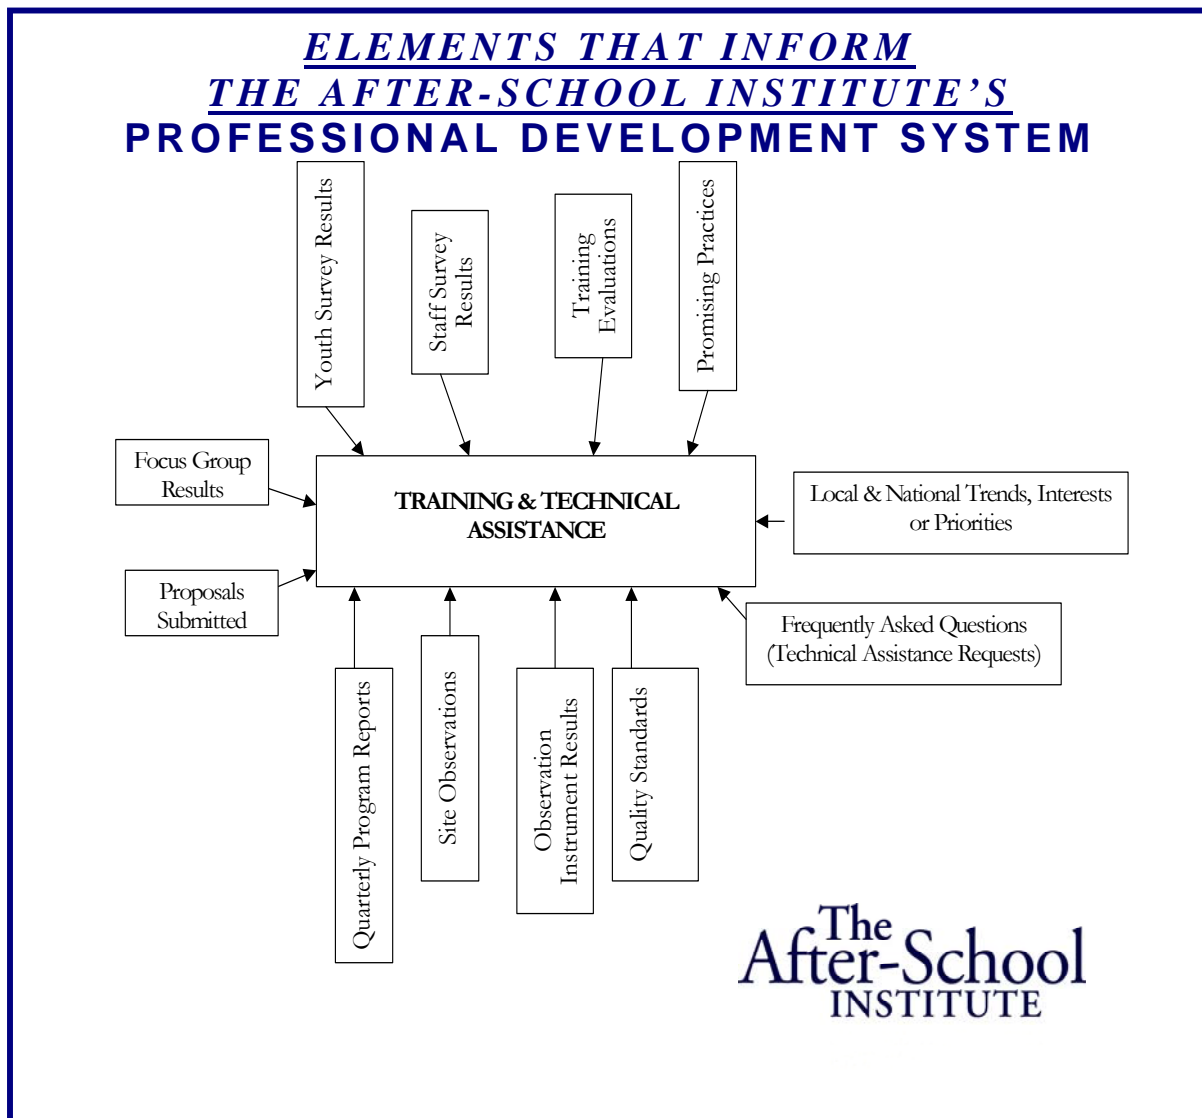 ELEMENTS THAT INFORM
THE AFTER-SCHOOL INSTITUTE’S
PROFESSIONAL DEVELOPMENT SYSTEM
Youth Survey Results
Staff Survey
Results
Training
Evaluations
Promising Practices
Focus Group
Results
TRAINING & TECHNICAL
ASSISTANCE
Local & National Trends, Interests
or Priorities
Proposals
Submitted
Frequently Asked Questions
(Technical Assistance Requests)
Quarterly Program Reports
Site Observations
Observation
Instrument Results
Quality Standards
The
After-School
INSTITUTE